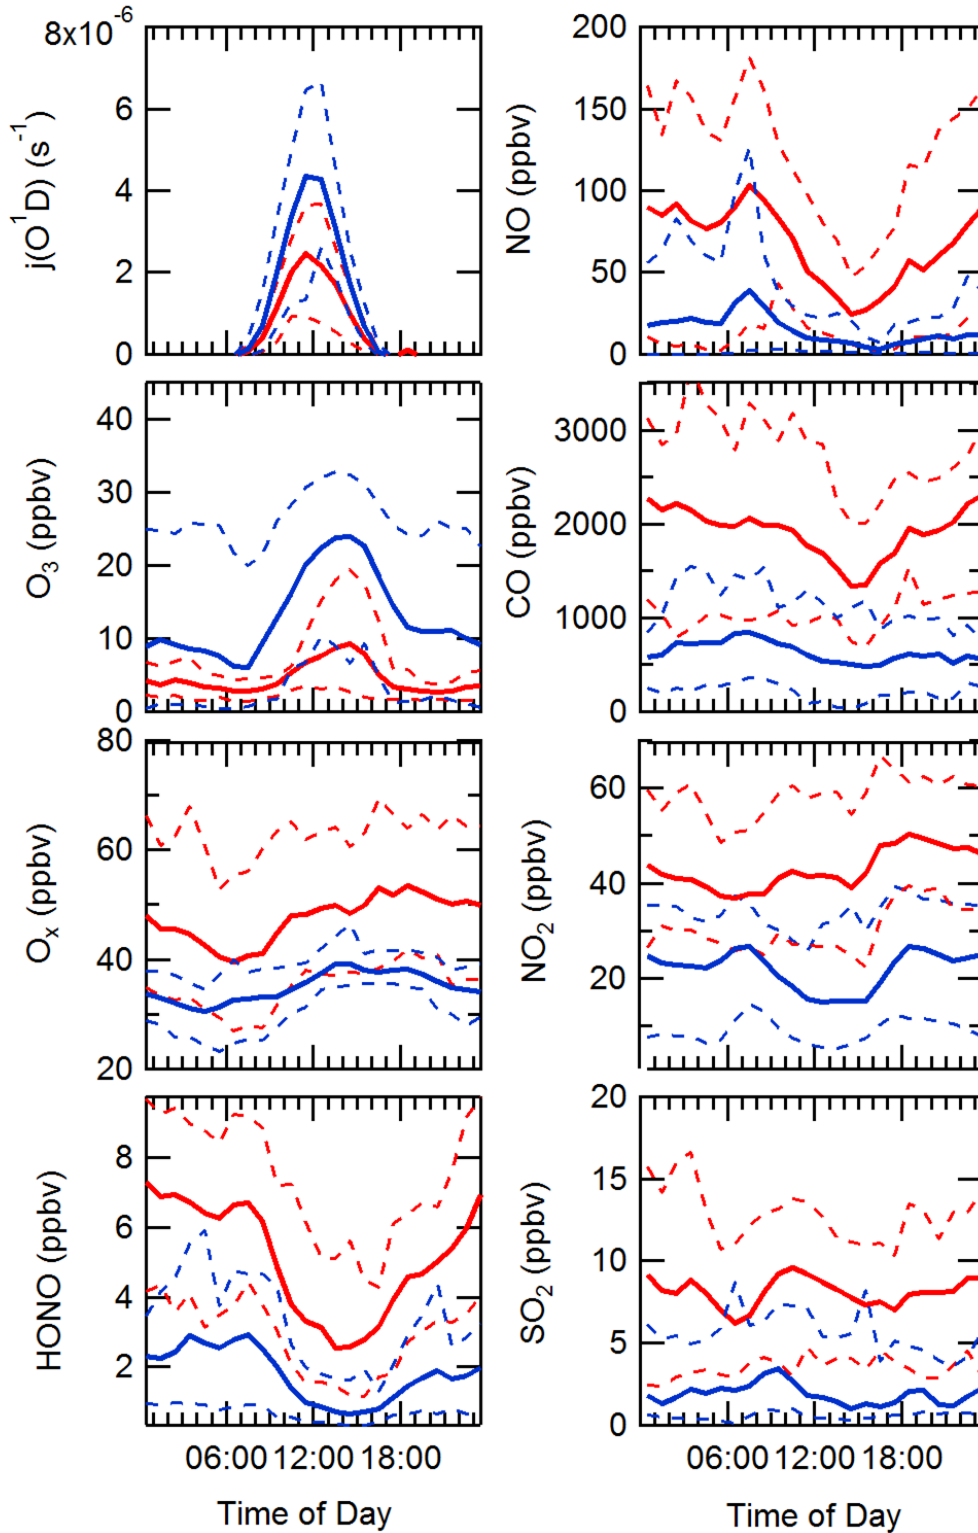 8x10⁻⁶
6
4
2
0
j(O¹D) (s⁻¹)
200
150
100
50
0
NO (ppbv)
40
30
20
10
0
O₃ (ppbv)
3000
2000
1000
0
CO (ppbv)
80
60
40
20
Oₓ (ppbv)
60
40
20
NO₂ (ppbv)
8
6
4
2
HONO (ppbv)
20
15
10
5
0
SO₂ (ppbv)
06:00 12:00 18:00
Time of Day
06:00 12:00 18:00
Time of Day